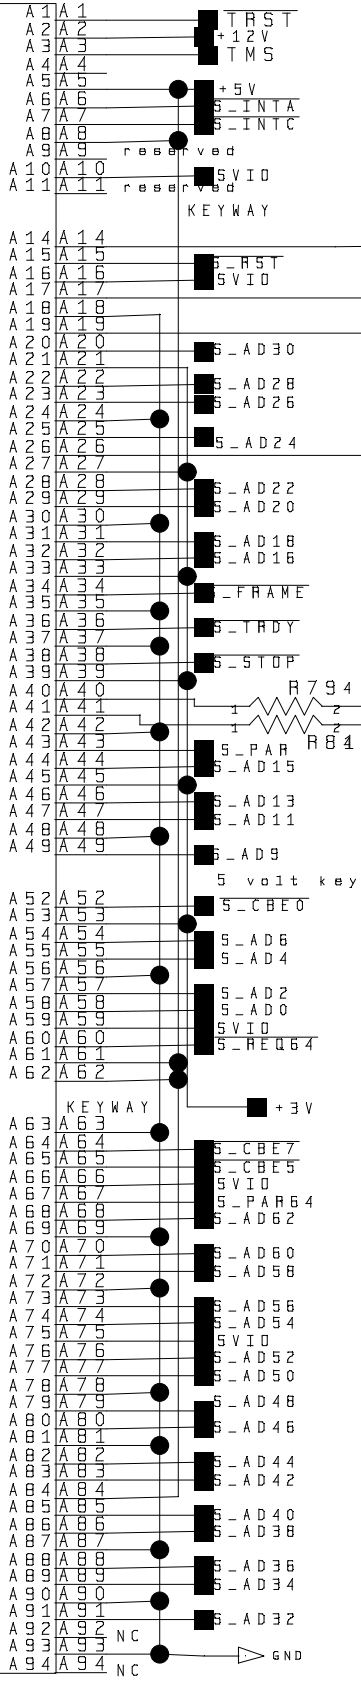 A1 A1 TRST
A2 A2 +12V
A3 A3 TMS
A4 A4
A5 A5 +5V
A6 A6 S_INTA
A7 A7 S_INTC
A8 A8
A9 A9 reserved
A10 A10 5VIO
A11 A11 reserved
KEYWAY
A14 A14
A15 A15 S_RST
A16 A16 5VIO
A17 A17
A18 A18
A19 A19
A20 A20 S_AD30
A21 A21
A22 A22 S_AD28
A23 A23 S_AD26
A24 A24
A25 A25 S_AD24
A26 A26
A27 A27
A28 A28 S_AD22
A29 A29 S_AD20
A30 A30
A31 A31 S_AD18
A32 A32 S_AD16
A33 A33
A34 A34 S_FRAME
A35 A35
A36 A36 S_TRDY
A37 A37
A38 A38 S_STOP
A39 A39
A40 A40 R794
A41 A41 1 2
A42 A42 1 2
R81
A43 A43 S_PAR
A44 A44 S_AD15
A45 A45
A46 A46 S_AD13
A47 A47 S_AD11
A48 A48
A49 A49 S_AD9
5 volt key
A52 A52 S_CBE0
A53 A53
A54 A54 S_AD6
A55 A55 S_AD4
A56 A56
A57 A57 S_AD2
A58 A58 S_AD0
A59 A59 5VIO
A60 A60 S_REQ64
A61 A61
A62 A62
KEYWAY +3V
A63 A63
A64 A64 S_CBE7
A65 A65 S_CBE5
A66 A66 5VIO
A67 A67 S_PAR64
A68 A68 S_AD62
A69 A69
A70 A70 S_AD60
A71 A71 S_AD58
A72 A72
A73 A73 S_AD56
A74 A74 S_AD54
A75 A75 5VIO
A76 A76 S_AD52
A77 A77 S_AD50
A78 A78
A79 A79 S_AD48
A80 A80 S_AD46
A81 A81
A82 A82 S_AD44
A83 A83 S_AD42
A84 A84
A85 A85 S_AD40
A86 A86 S_AD38
A87 A87
A88 A88 S_AD36
A89 A89 S_AD34
A90 A90
A91 A91 S_AD32
A92 A92 NC
A93 A93 GND
A94 A94 NC